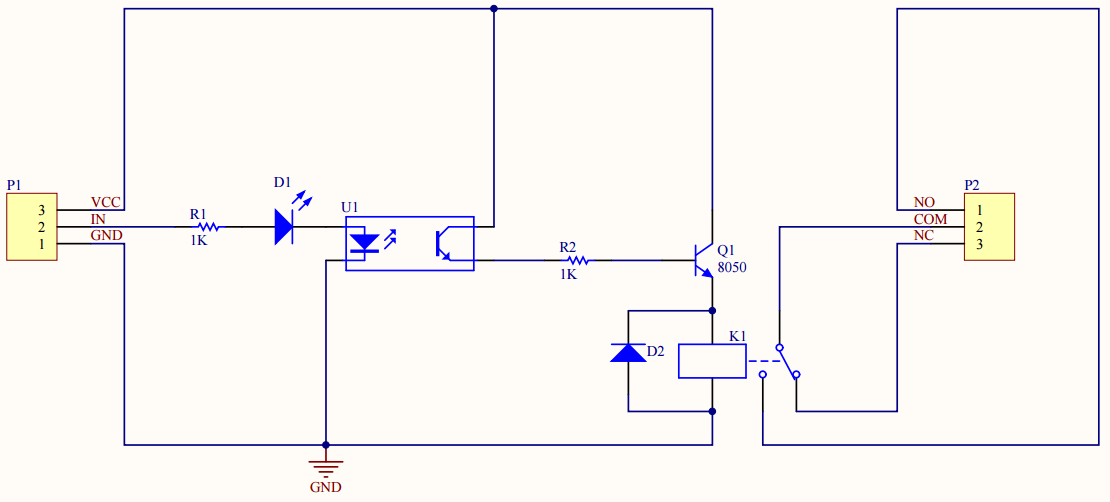 P1
3 VCC
2 IN
1 GND
R1
1K
D1
U1
R2
1K
Q1
8050
D2
K1
P2
NO 1
COM 2
NC 3
GND